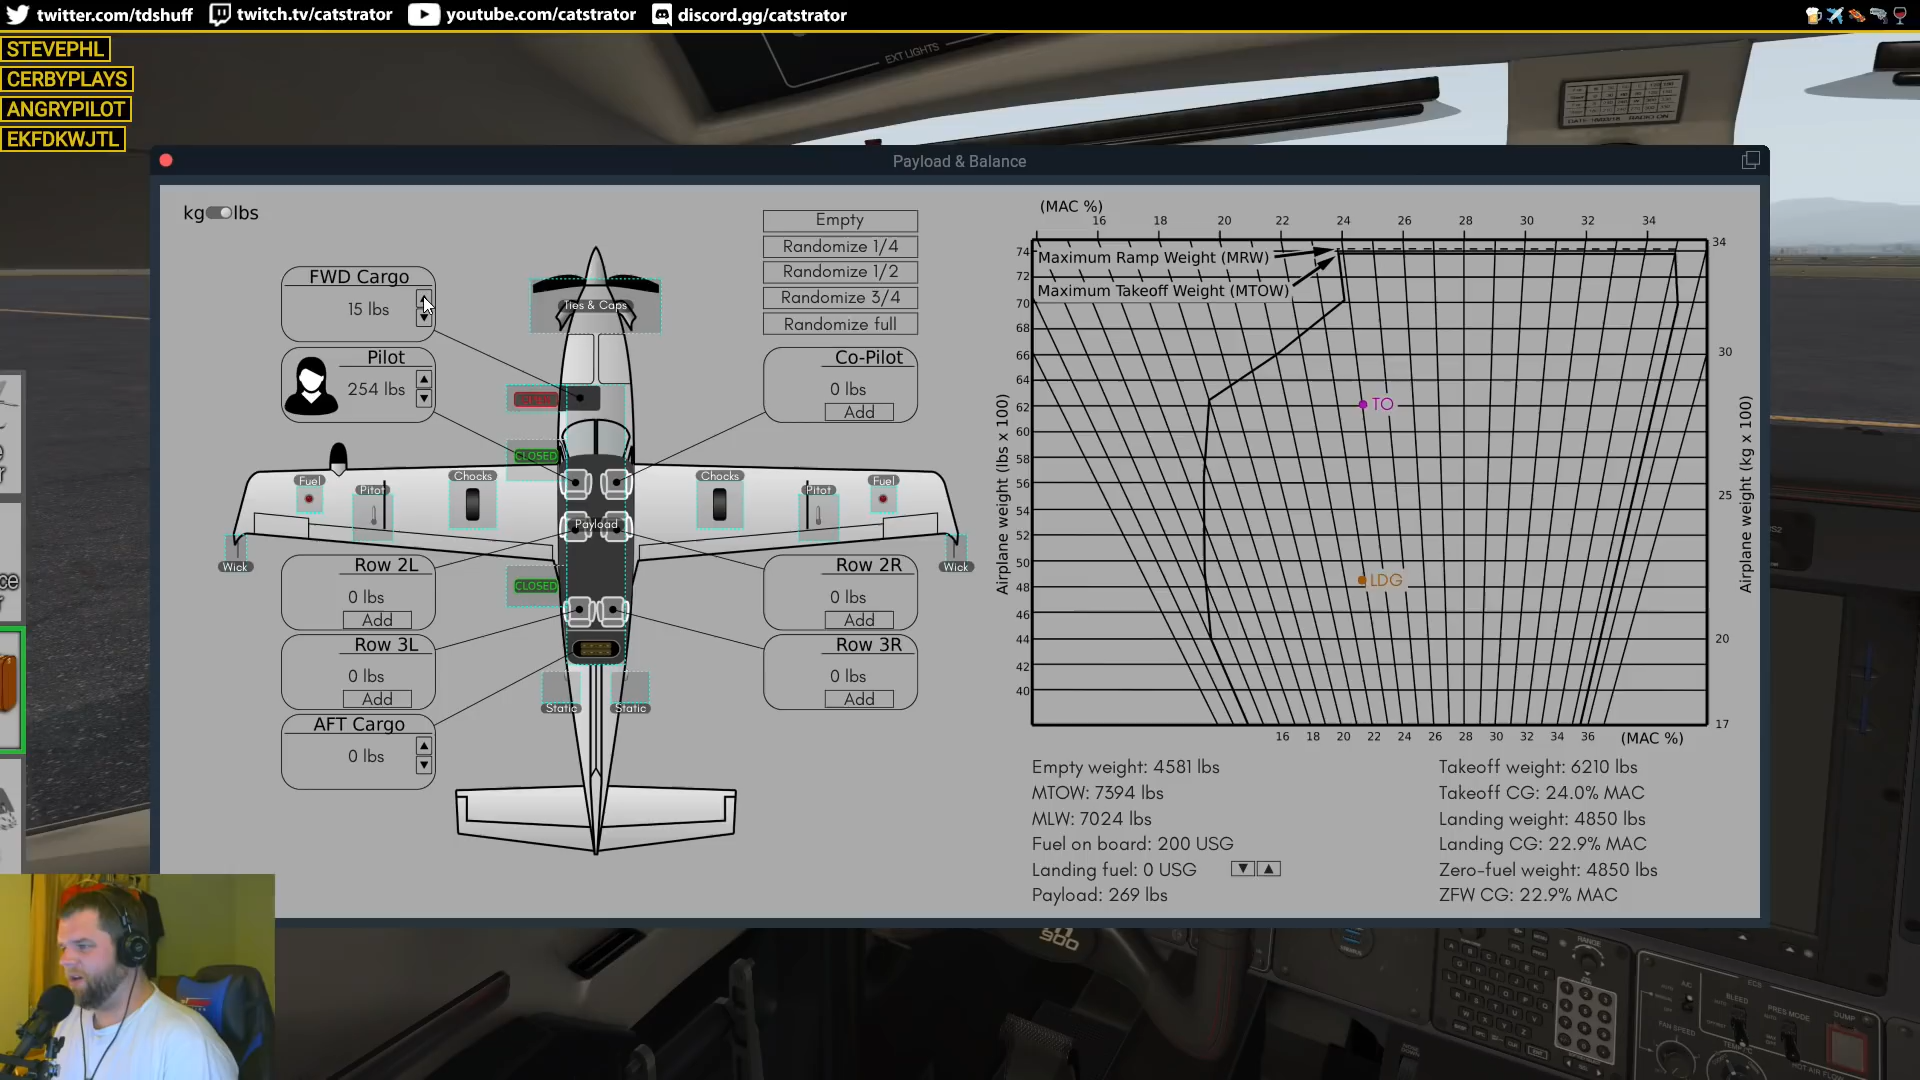 twitter.com/tdshuff
twitch.tv/catstrator
youtube.com/catstrator
discord.gg/catstrator
STEVEPHL
CERBYPLAYS
ANGRYPILOT
EKFDKWJTL
EXT LIGHTS
Payload & Balance
kg lbs
Empty
Randomize 1/4
Randomize 1/2
Randomize 3/4
Randomize full
FWD Cargo
15 lbs
Pilot
254 lbs
Co-Pilot
0 lbs
Add
Ties & Caps
CLOSED
Fuel
Pitot
Chocks
Payload
Chocks
Pitot
Fuel
Wick
Wick
CLOSED
Row 2L
0 lbs
Add
Row 2R
0 lbs
Add
Row 3L
0 lbs
Add
Row 3R
0 lbs
Add
AFT Cargo
0 lbs
Static
Static
(MAC %)
16 18 20 22 24 26 28 30 32 34
Maximum Ramp Weight (MRW)
Maximum Takeoff Weight (MTOW)
74
72
70
68
66
64
62
60
58
56
54
52
50
48
46
44
42
40
Airplane weight (lbs x 100)
TO
LDG
34
30
25
20
17
Airplane weight (kg x 100)
16 18 20 22 24 26 28 30 32 34 36
(MAC %)
Empty weight: 4581 lbs
MTOW: 7394 lbs
MLW: 7024 lbs
Fuel on board: 200 USG
Landing fuel: 0 USG
Payload: 269 lbs
Takeoff weight: 6210 lbs
Takeoff CG: 24.0% MAC
Landing weight: 4850 lbs
Landing CG: 22.9% MAC
Zero-fuel weight: 4850 lbs
ZFW CG: 22.9% MAC
900
RANGE
ECS
BLEED
PRES MODE
DUMP
FAN SPEED